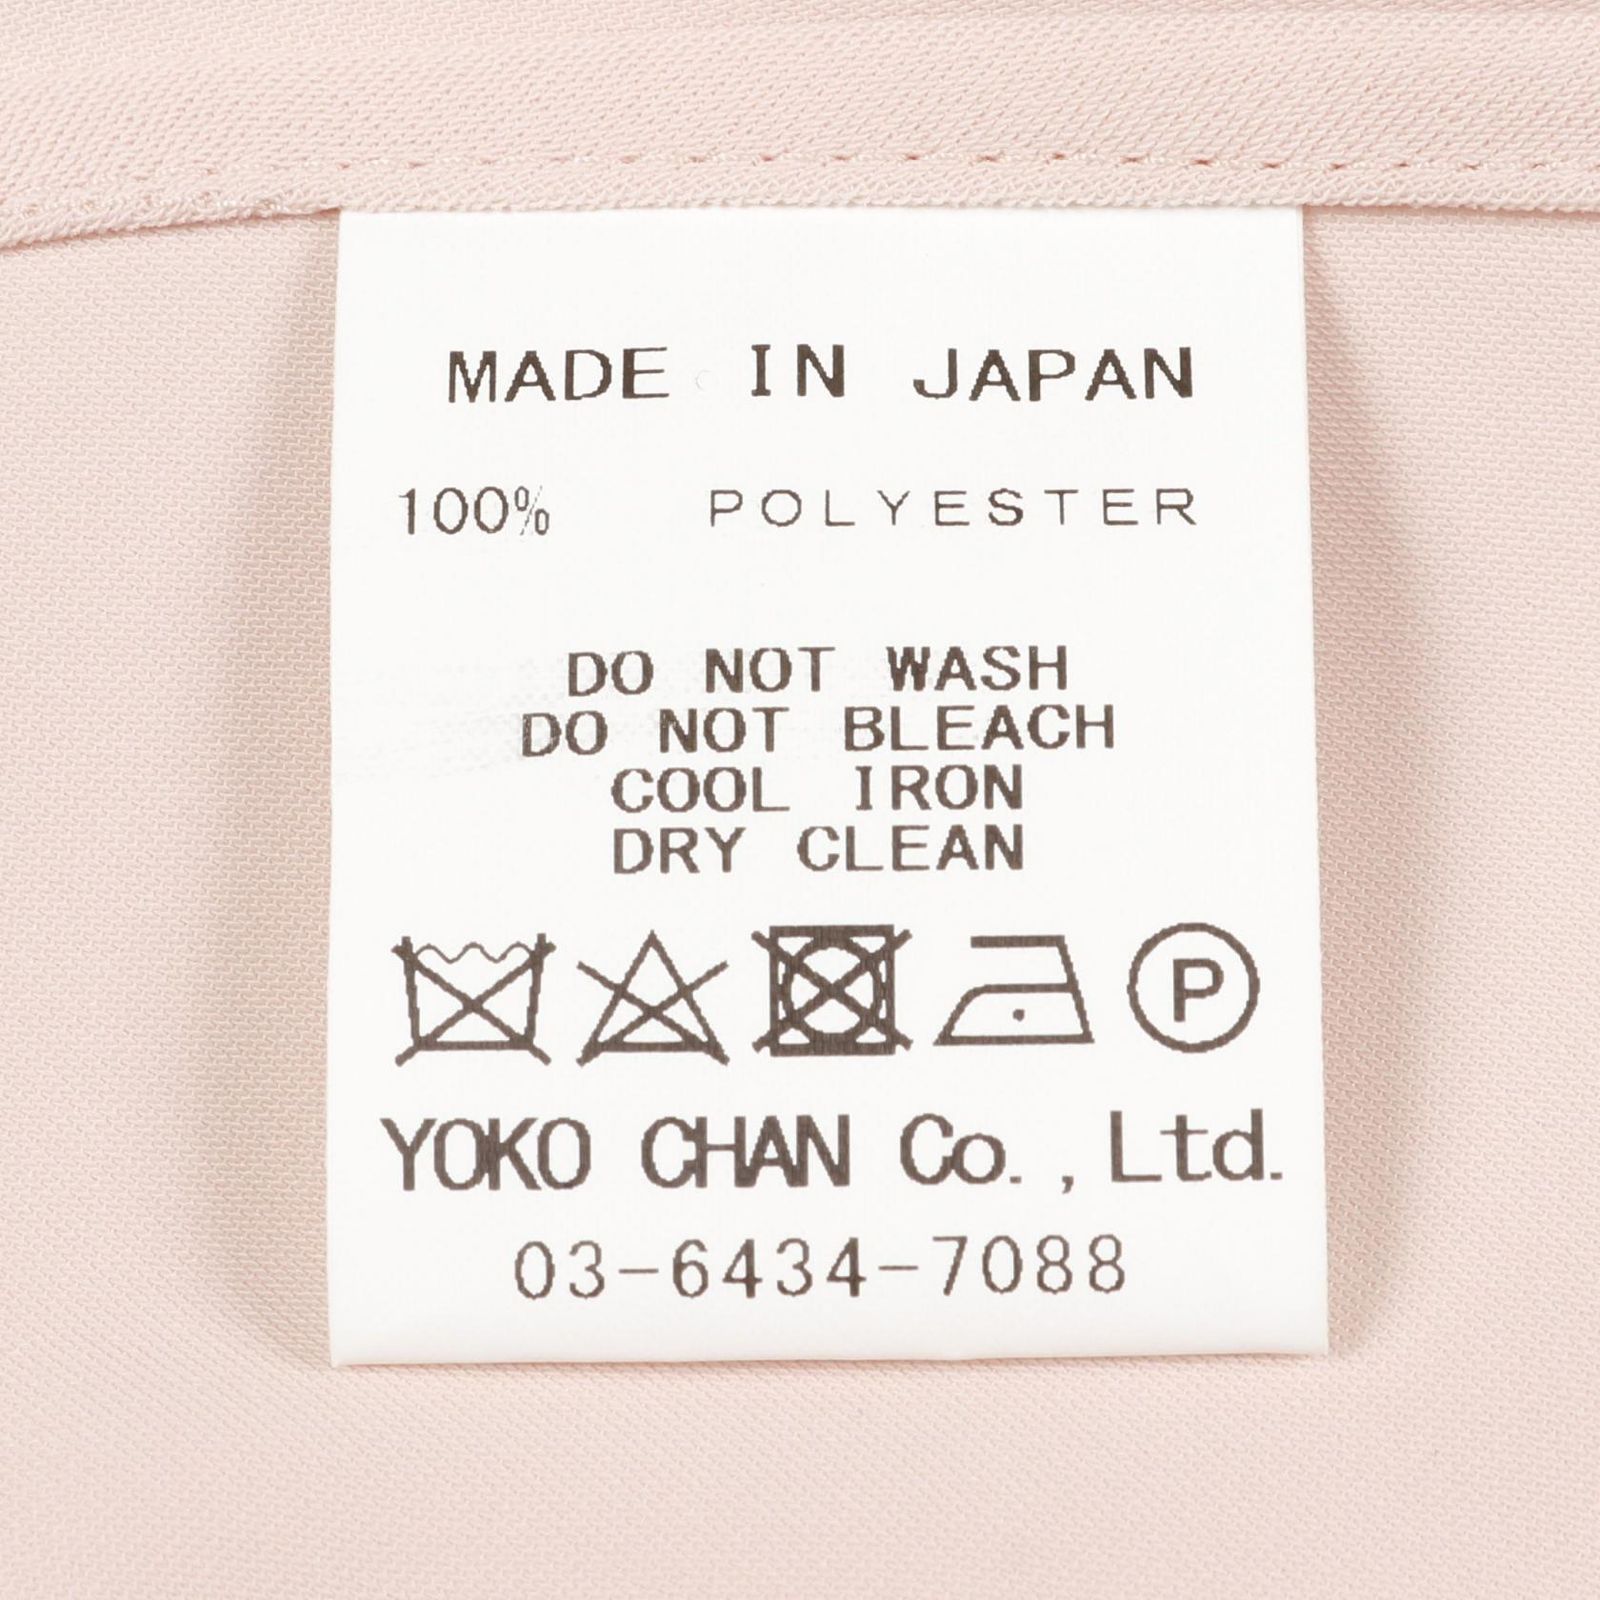 MADE IN JAPAN
100% POLYESTER
DO NOT WASH
DO NOT BLEACH
COOL IRON
DRY CLEAN
P
YOKO CHAN Co., Ltd.
03-6434-7088